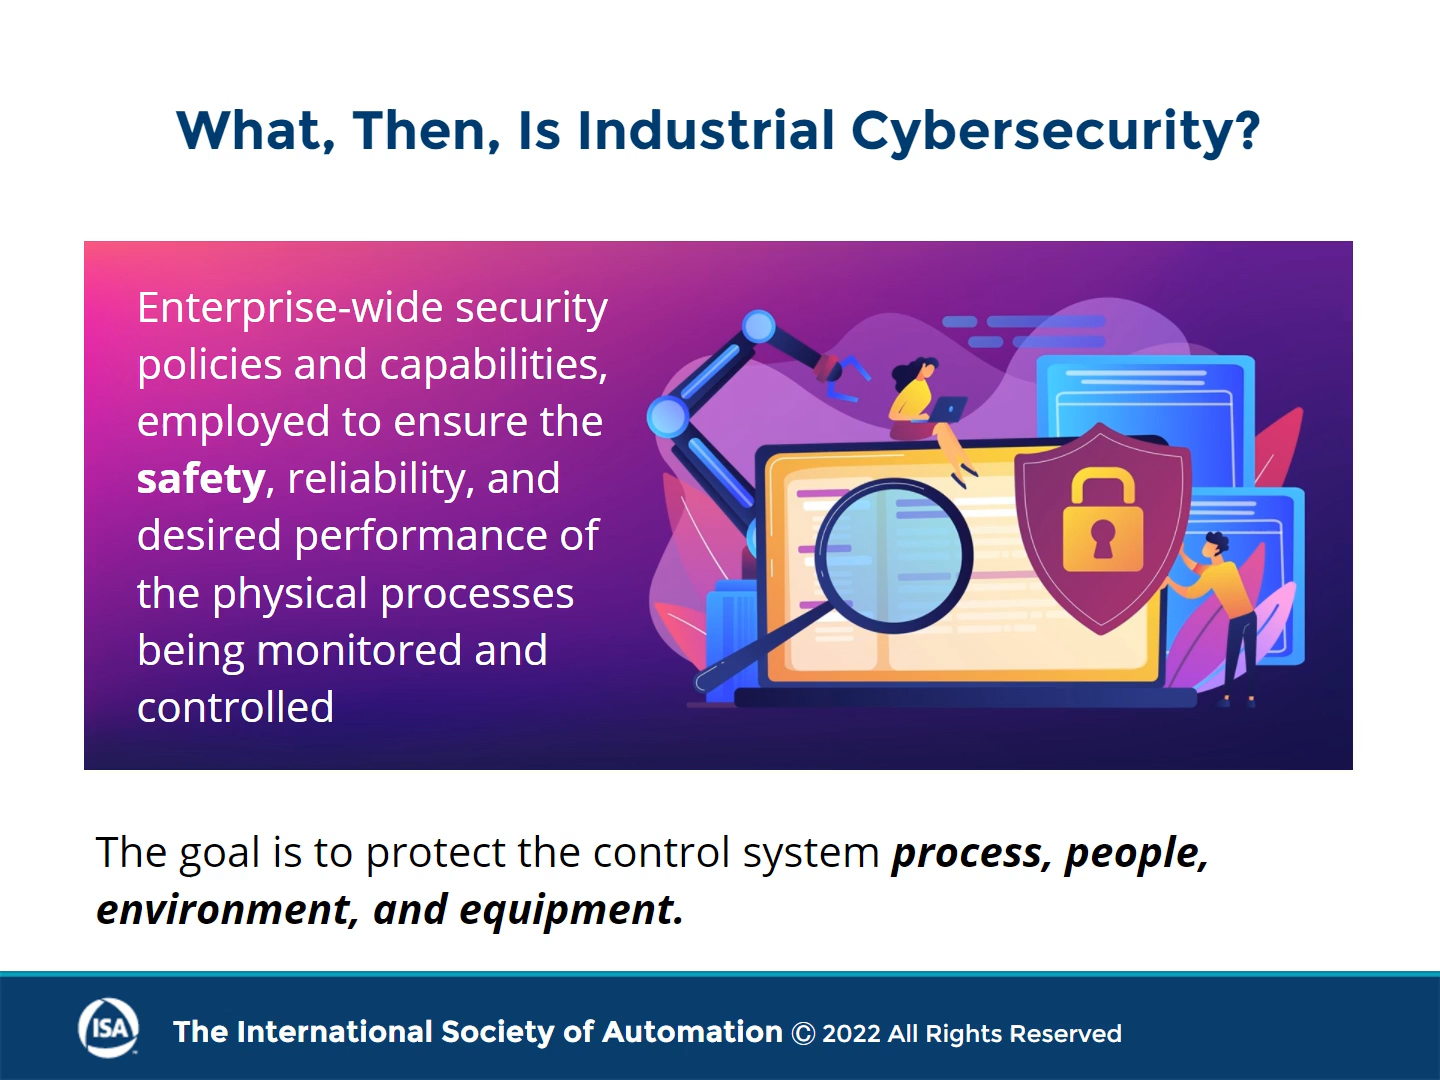 What, Then, Is Industrial Cybersecurity?
Enterprise-wide security
policies and capabilities,
employed to ensure the
safety, reliability, and
desired performance of
the physical processes
being monitored and
controlled
The goal is to protect the control system process, people,
environment, and equipment.
ISA
The International Society of Automation © 2022 All Rights Reserved